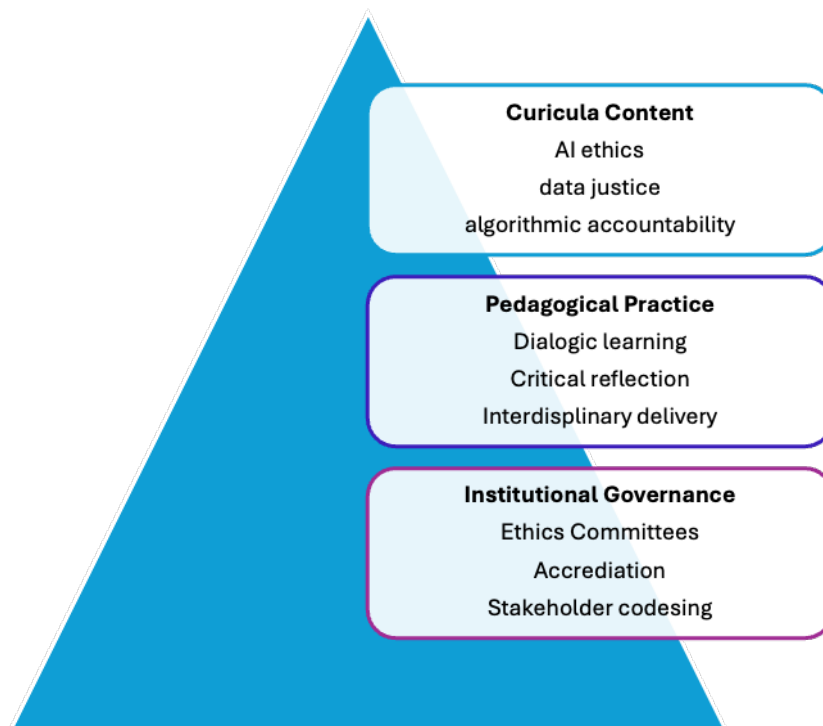 Curicula Content
AI ethics
data justice
algorithmic accountability
Pedagogical Practice
Dialogic learning
Critical reflection
Interdisplinary delivery
Institutional Governance
Ethics Committees
Accrediation
Stakeholder codesing